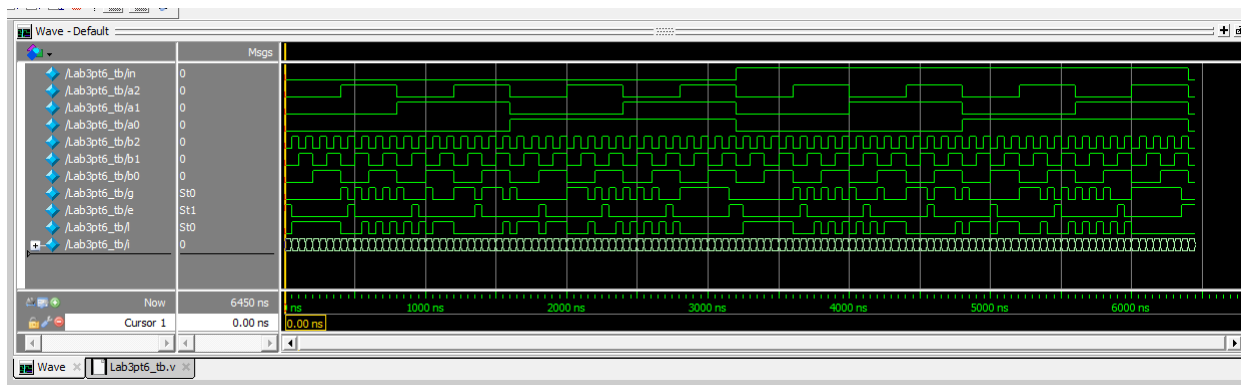 Wave - Default
Msgs
/Lab3pt6_tb/in 0
/Lab3pt6_tb/a2 0
/Lab3pt6_tb/a1 0
/Lab3pt6_tb/a0 0
/Lab3pt6_tb/b2 0
/Lab3pt6_tb/b1 0
/Lab3pt6_tb/b0 0
/Lab3pt6_tb/g St0
/Lab3pt6_tb/e St1
/Lab3pt6_tb/l St0
/Lab3pt6_tb/i 0
Now 6450 ns ns 1000 ns 2000 ns 3000 ns 4000 ns 5000 ns 6000 ns
Cursor 1 0.00 ns 0.00 ns
Wave Lab3pt6_tb.v